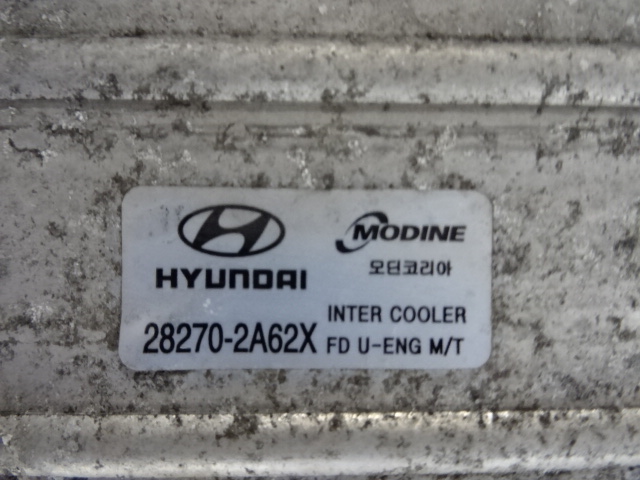 HYUNDAI
MODINE
모딘코리아
28270-2A62X
INTER COOLER
FD U-ENG M/T